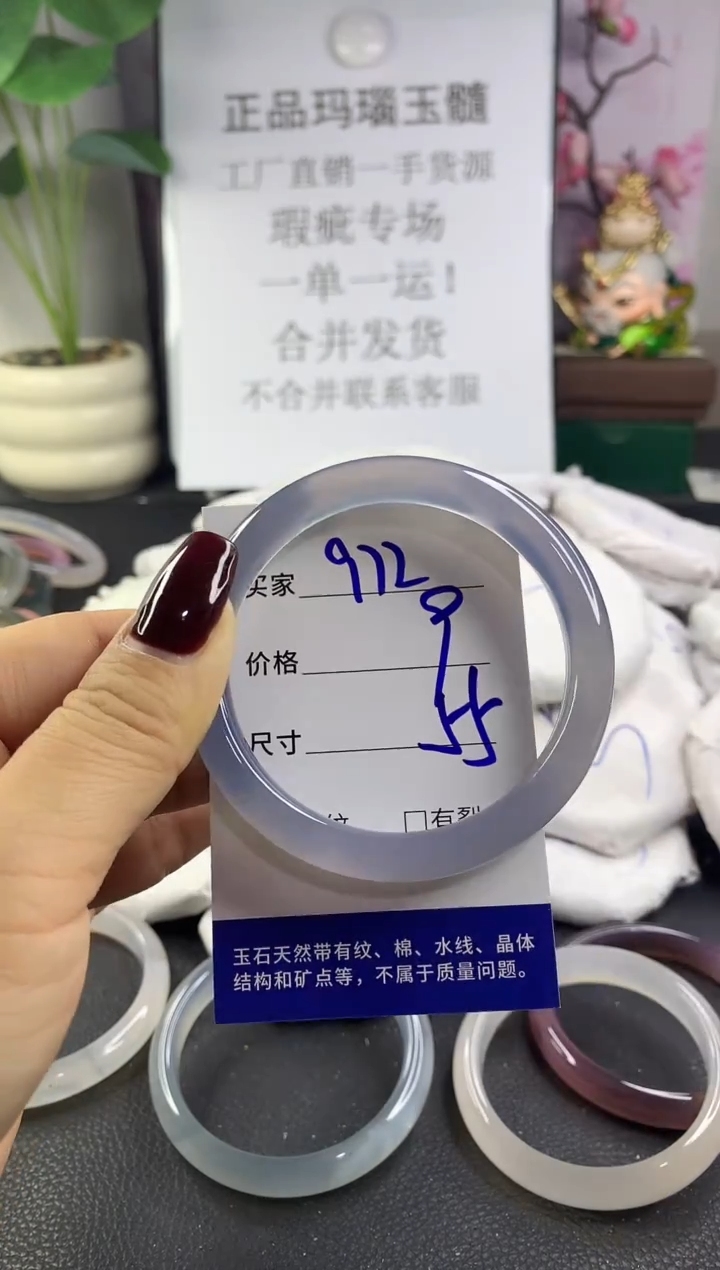 正品玛瑙玉髓
工厂直销一手货源
瑕疵专场
一单一运!
合并发货
不合并联系客服
买家 912
价格
尺寸
纹 □有裂
玉石天然带有纹、棉、水线、晶体
结构和矿点等，不属于质量问题。